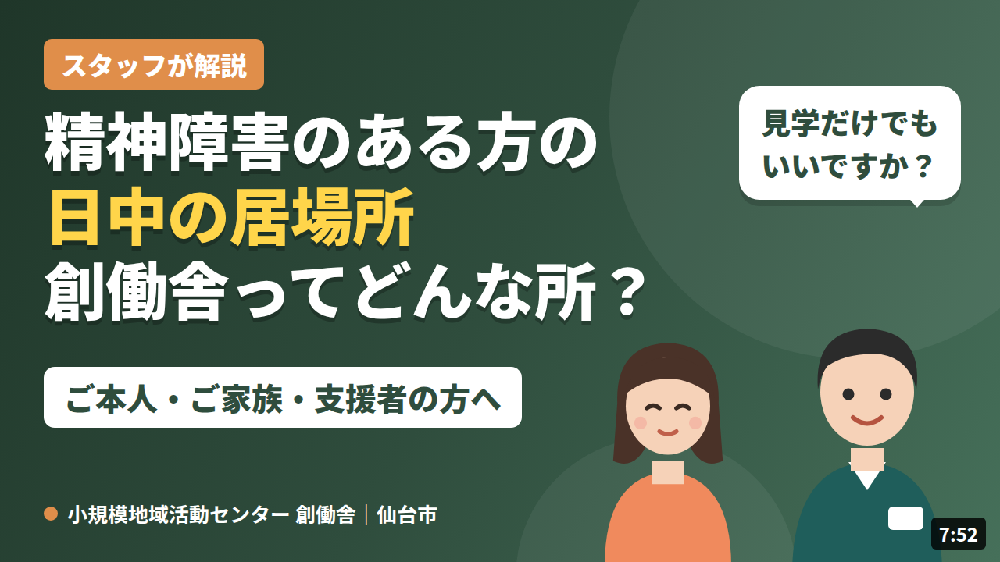 スタッフが解説
精神障害のある方の
日中の居場所
創働舎ってどんな所？
ご本人・ご家族・支援者の方へ
小規模地域活動センター 創働舎｜仙台市
見学だけでも
いいですか？
7:52